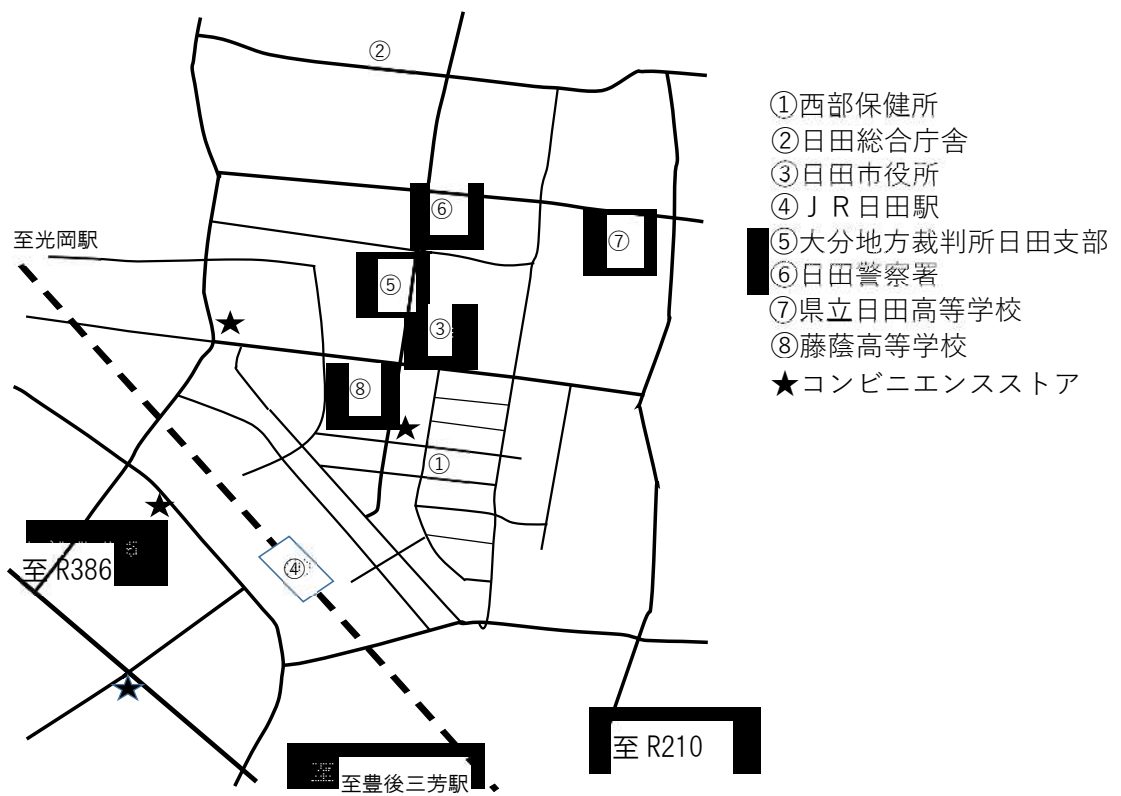 ②
①西部保健所
②日田総合庁舎
③日田市役所
④ＪＲ日田駅
⑤大分地方裁判所日田支部
⑥日田警察署
⑦県立日田高等学校
⑧藤蔭高等学校
★コンビニエンスストア
⑥
⑦
至光岡駅
⑤
③
⑧
①
④
至 R386
至 R210
至豊後三芳駅